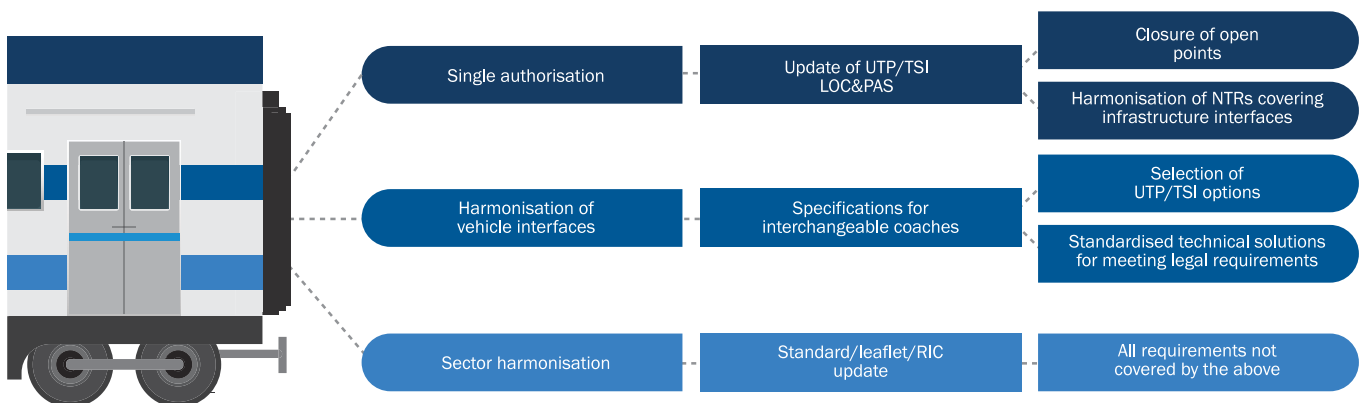 Single authorisation
Update of UTP/TSI
LOC&PAS
Closure of open
points
Harmonisation of NTRs covering
infrastructure interfaces
Harmonisation of
vehicle interfaces
Specifications for
interchangeable coaches
Selection of
UTP/TSI options
Standardised technical solutions
for meeting legal requirements
Sector harmonisation
Standard/leaflet/RIC
update
All requirements not
covered by the above